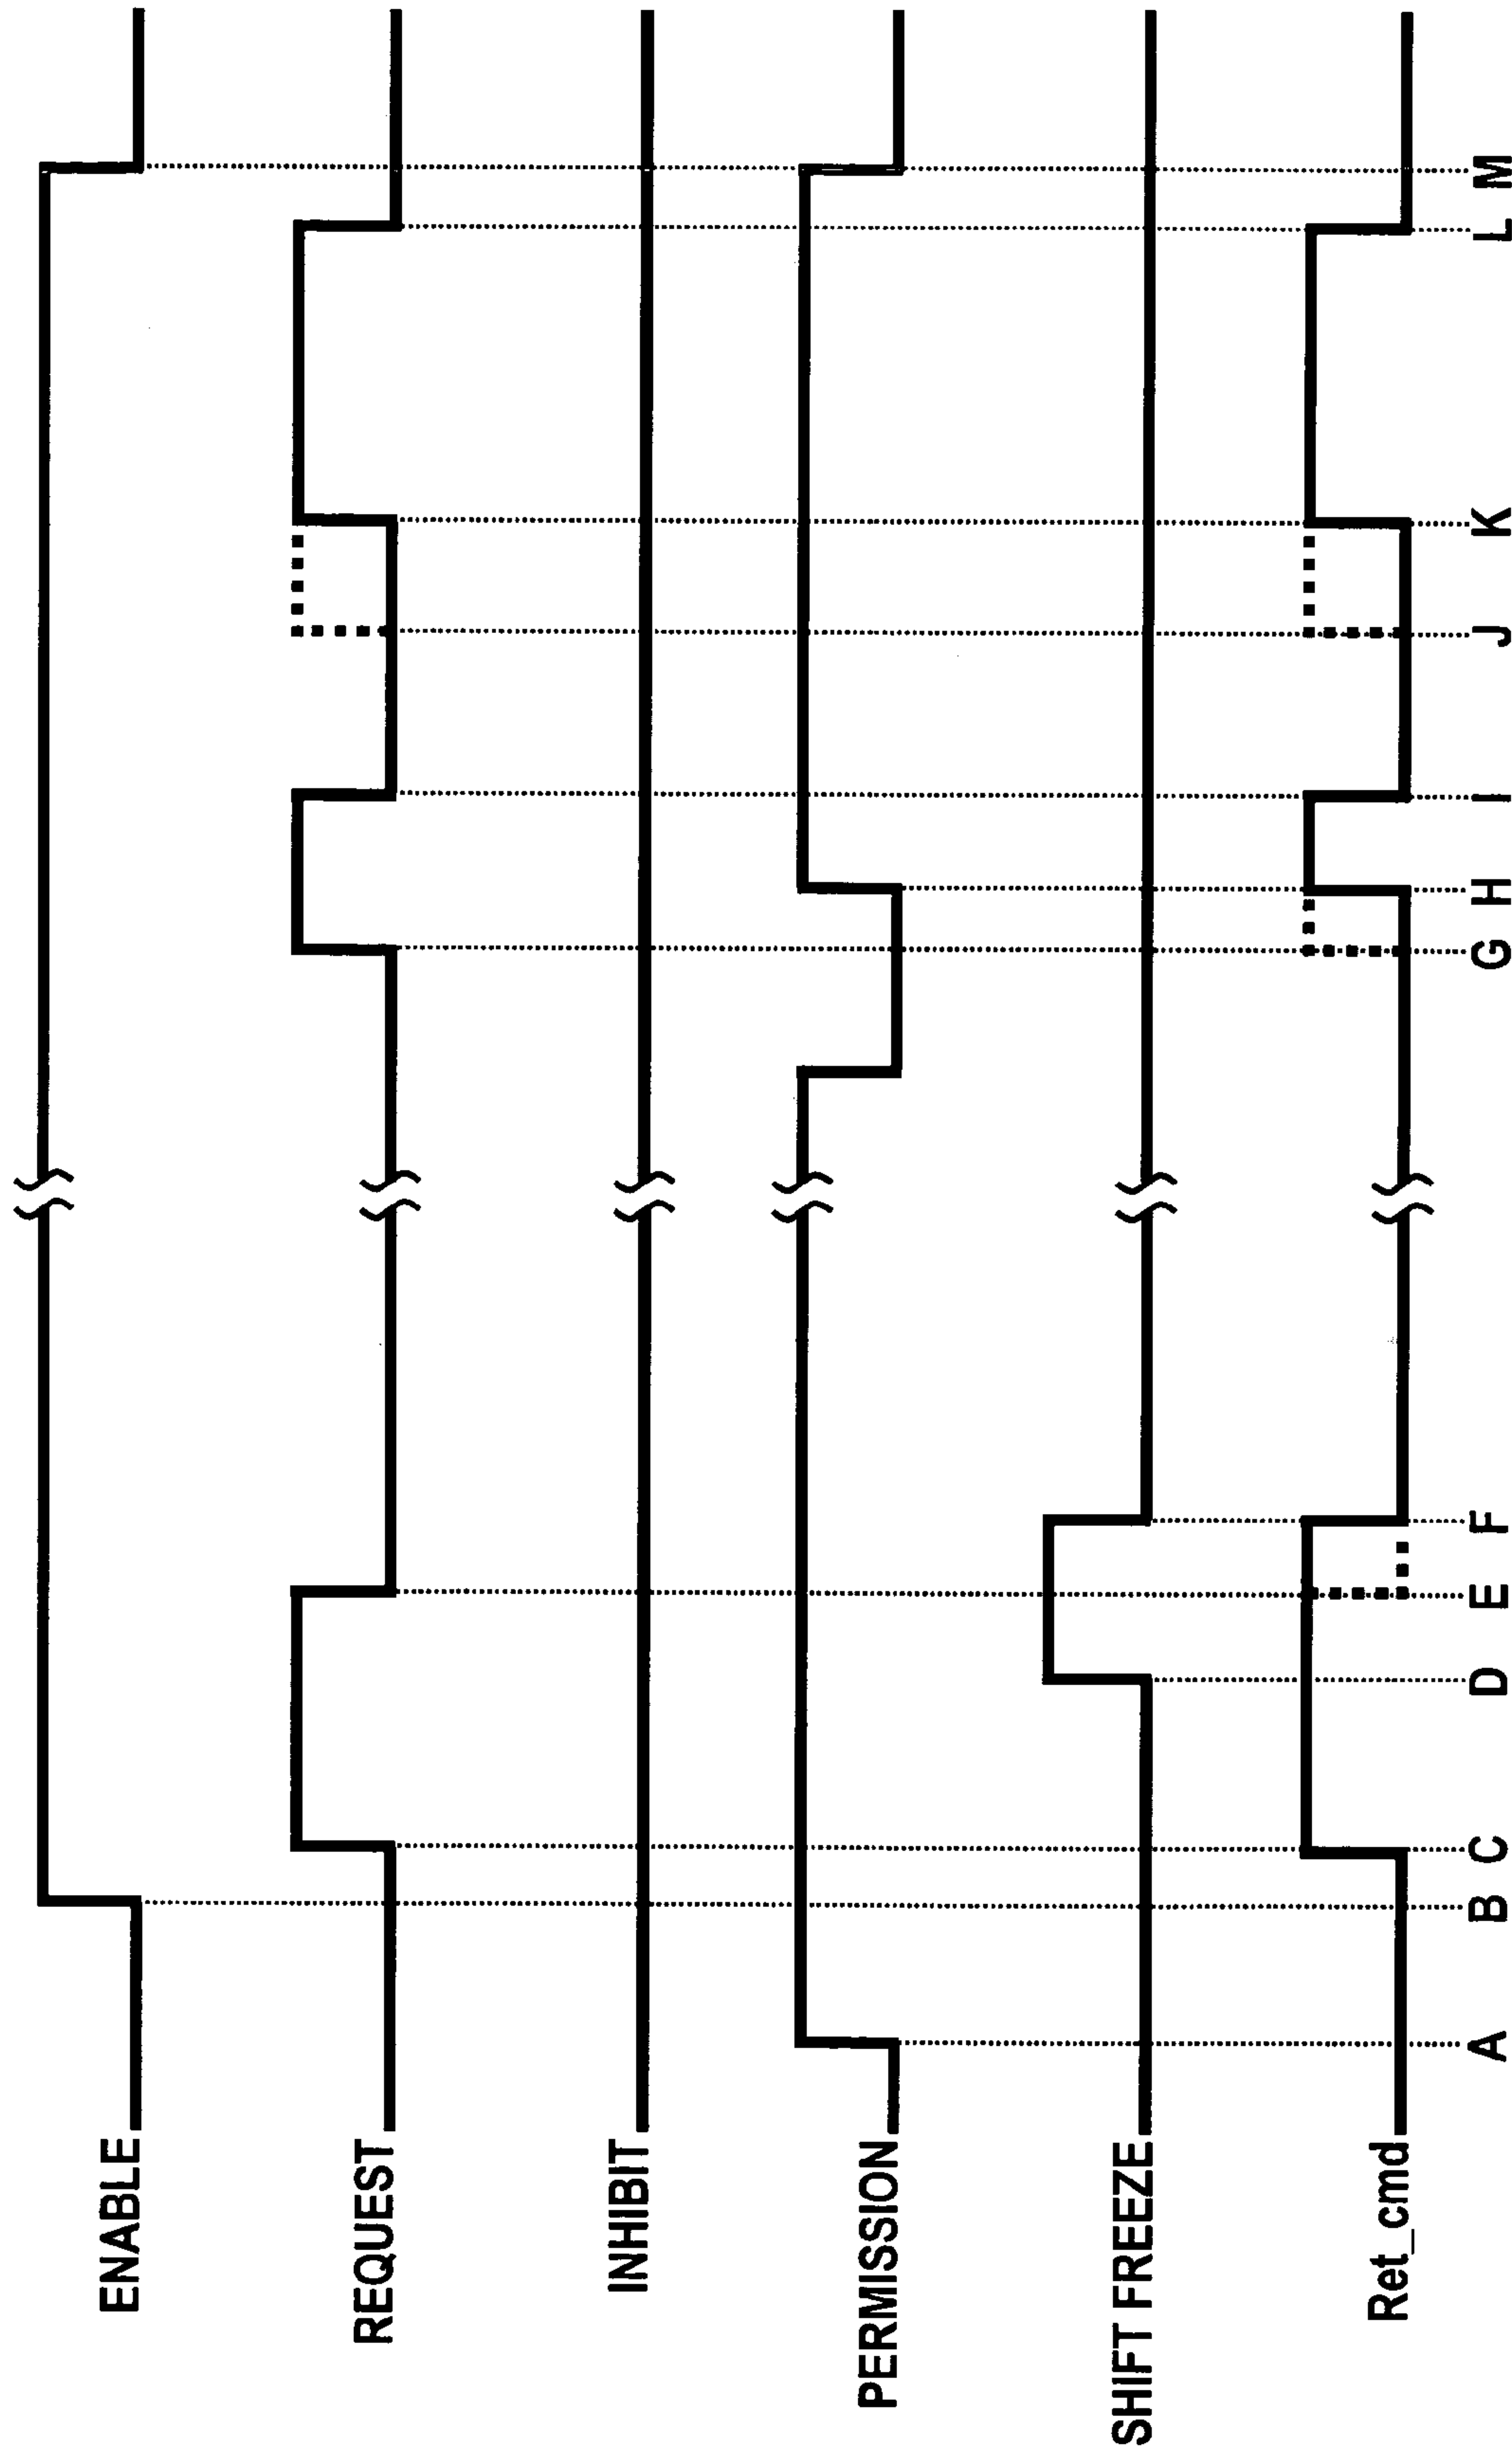 ENABLE
REQUEST
INHIBIT
PERMISSION
SHIFT FREEZE
Ret_cmd
A B C D E F G H I J K L M